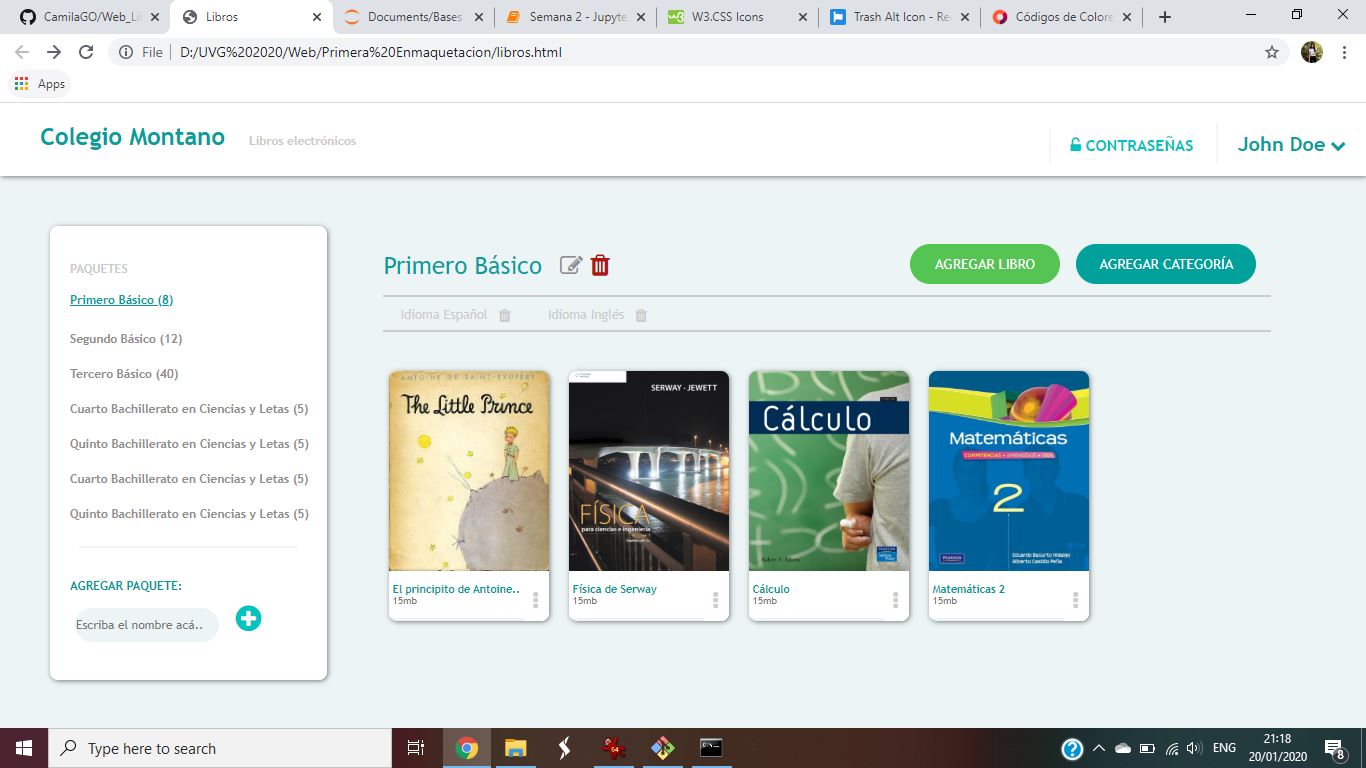 CamilaGO/Web_Li
Libros
Documents/Bases
Semana 2 - Jupyte
W3.CSS Icons
Trash Alt Icon - Re
Códigos de Colore
File
D:/UVG%202020/Web/Primera%20Enmaquetacion/libros.html
Apps
Colegio Montano
Libros electrónicos
CONTRASEÑAS
John Doe
PAQUETES
Primero Básico (8)
Segundo Básico (12)
Tercero Básico (40)
Cuarto Bachillerato en Ciencias y Letas (5)
Quinto Bachillerato en Ciencias y Letas (5)
Cuarto Bachillerato en Ciencias y Letas (5)
Quinto Bachillerato en Ciencias y Letas (5)
AGREGAR PAQUETE:
Escriba el nombre acá..
Primero Básico
AGREGAR LIBRO
AGREGAR CATEGORÍA
Idioma Español
Idioma Inglés
ANTOINE DE SAINT-EXUPÉRY
The Little Prince
El principito de Antoine..
15mb
SERWAY · JEWETT
FÍSICA
para ciencias e ingeniería
Física de Serway
15mb
Cálculo
Robert A. Adams
PEARSON
Cálculo
15mb
Matemáticas
COMPETENCIAS + APRENDIZAJE + VIDA
2
Eduardo Basurto Hidalgo
Gilberto Castillo Peña
PEARSON
Matemáticas 2
15mb
Type here to search
64
ENG
21:18
20/01/2020
8